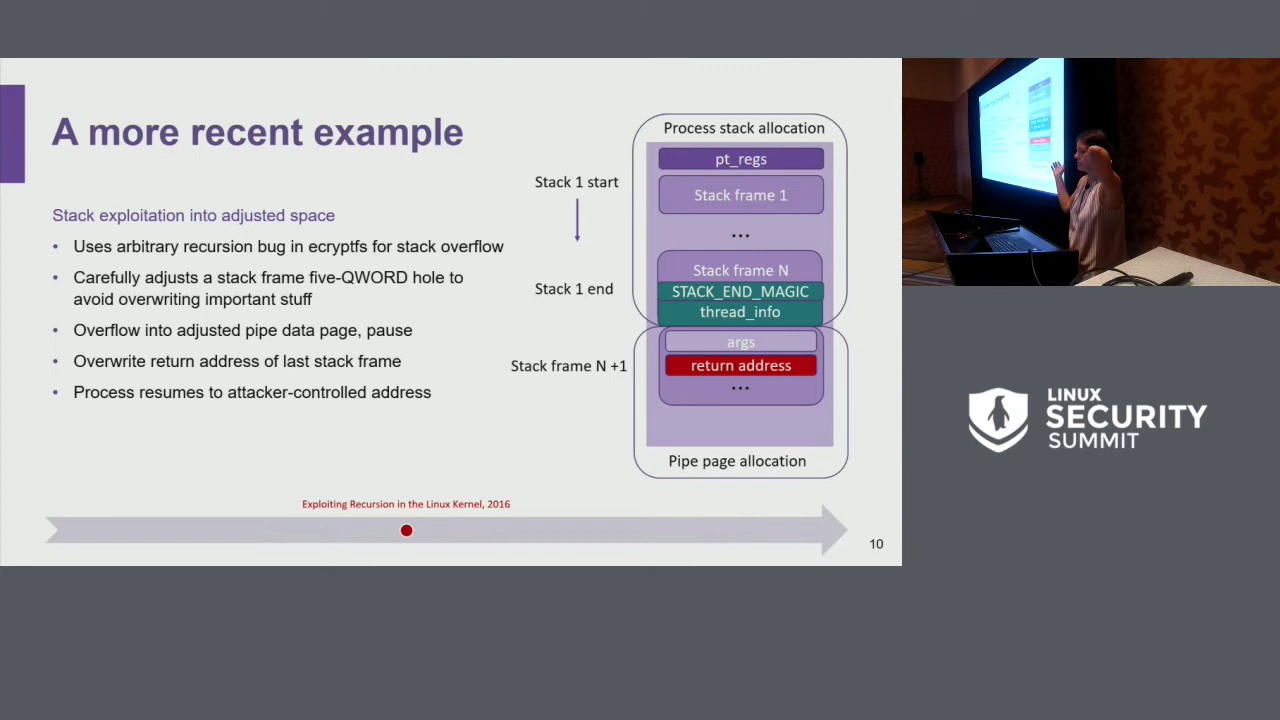 A more recent example
Stack exploitation into adjusted space
• Uses arbitrary recursion bug in ecryptfs for stack overflow
• Carefully adjusts a stack frame five-QWORD hole to
avoid overwriting important stuff
• Overflow into adjusted pipe data page, pause
• Overwrite return address of last stack frame
• Process resumes to attacker-controlled address
Process stack allocation
pt_regs
Stack 1 start
Stack frame 1
...
Stack frame N
Stack 1 end
STACK_END_MAGIC
thread_info
args
Stack frame N +1
return address
...
Pipe page allocation
Exploiting Recursion in the Linux Kernel, 2016
10
LINUX
SECURITY
SUMMIT